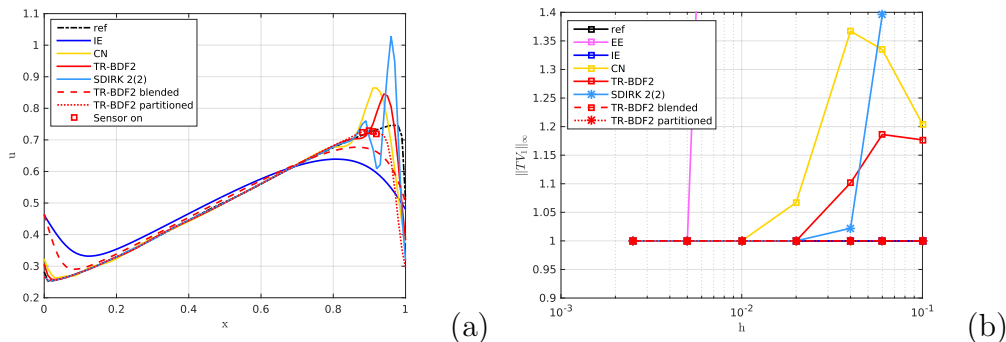 1.1
1
0.9
0.8
0.7
0.6
0.5
0.4
0.3
0.2
u
0
0.2
0.4
0.6
0.8
1
x
ref
IE
CN
TR-BDF2
SDIRK 2(2)
TR-BDF2 blended
TR-BDF2 partitioned
Sensor on
(a)
1.4
1.35
1.3
1.25
1.2
1.15
1.1
1.05
1
0.95
0.9
||TV₁||∞
10⁻³
10⁻²
10⁻¹
h
ref
EE
IE
CN
TR-BDF2
SDIRK 2(2)
TR-BDF2 blended
TR-BDF2 partitioned
(b)